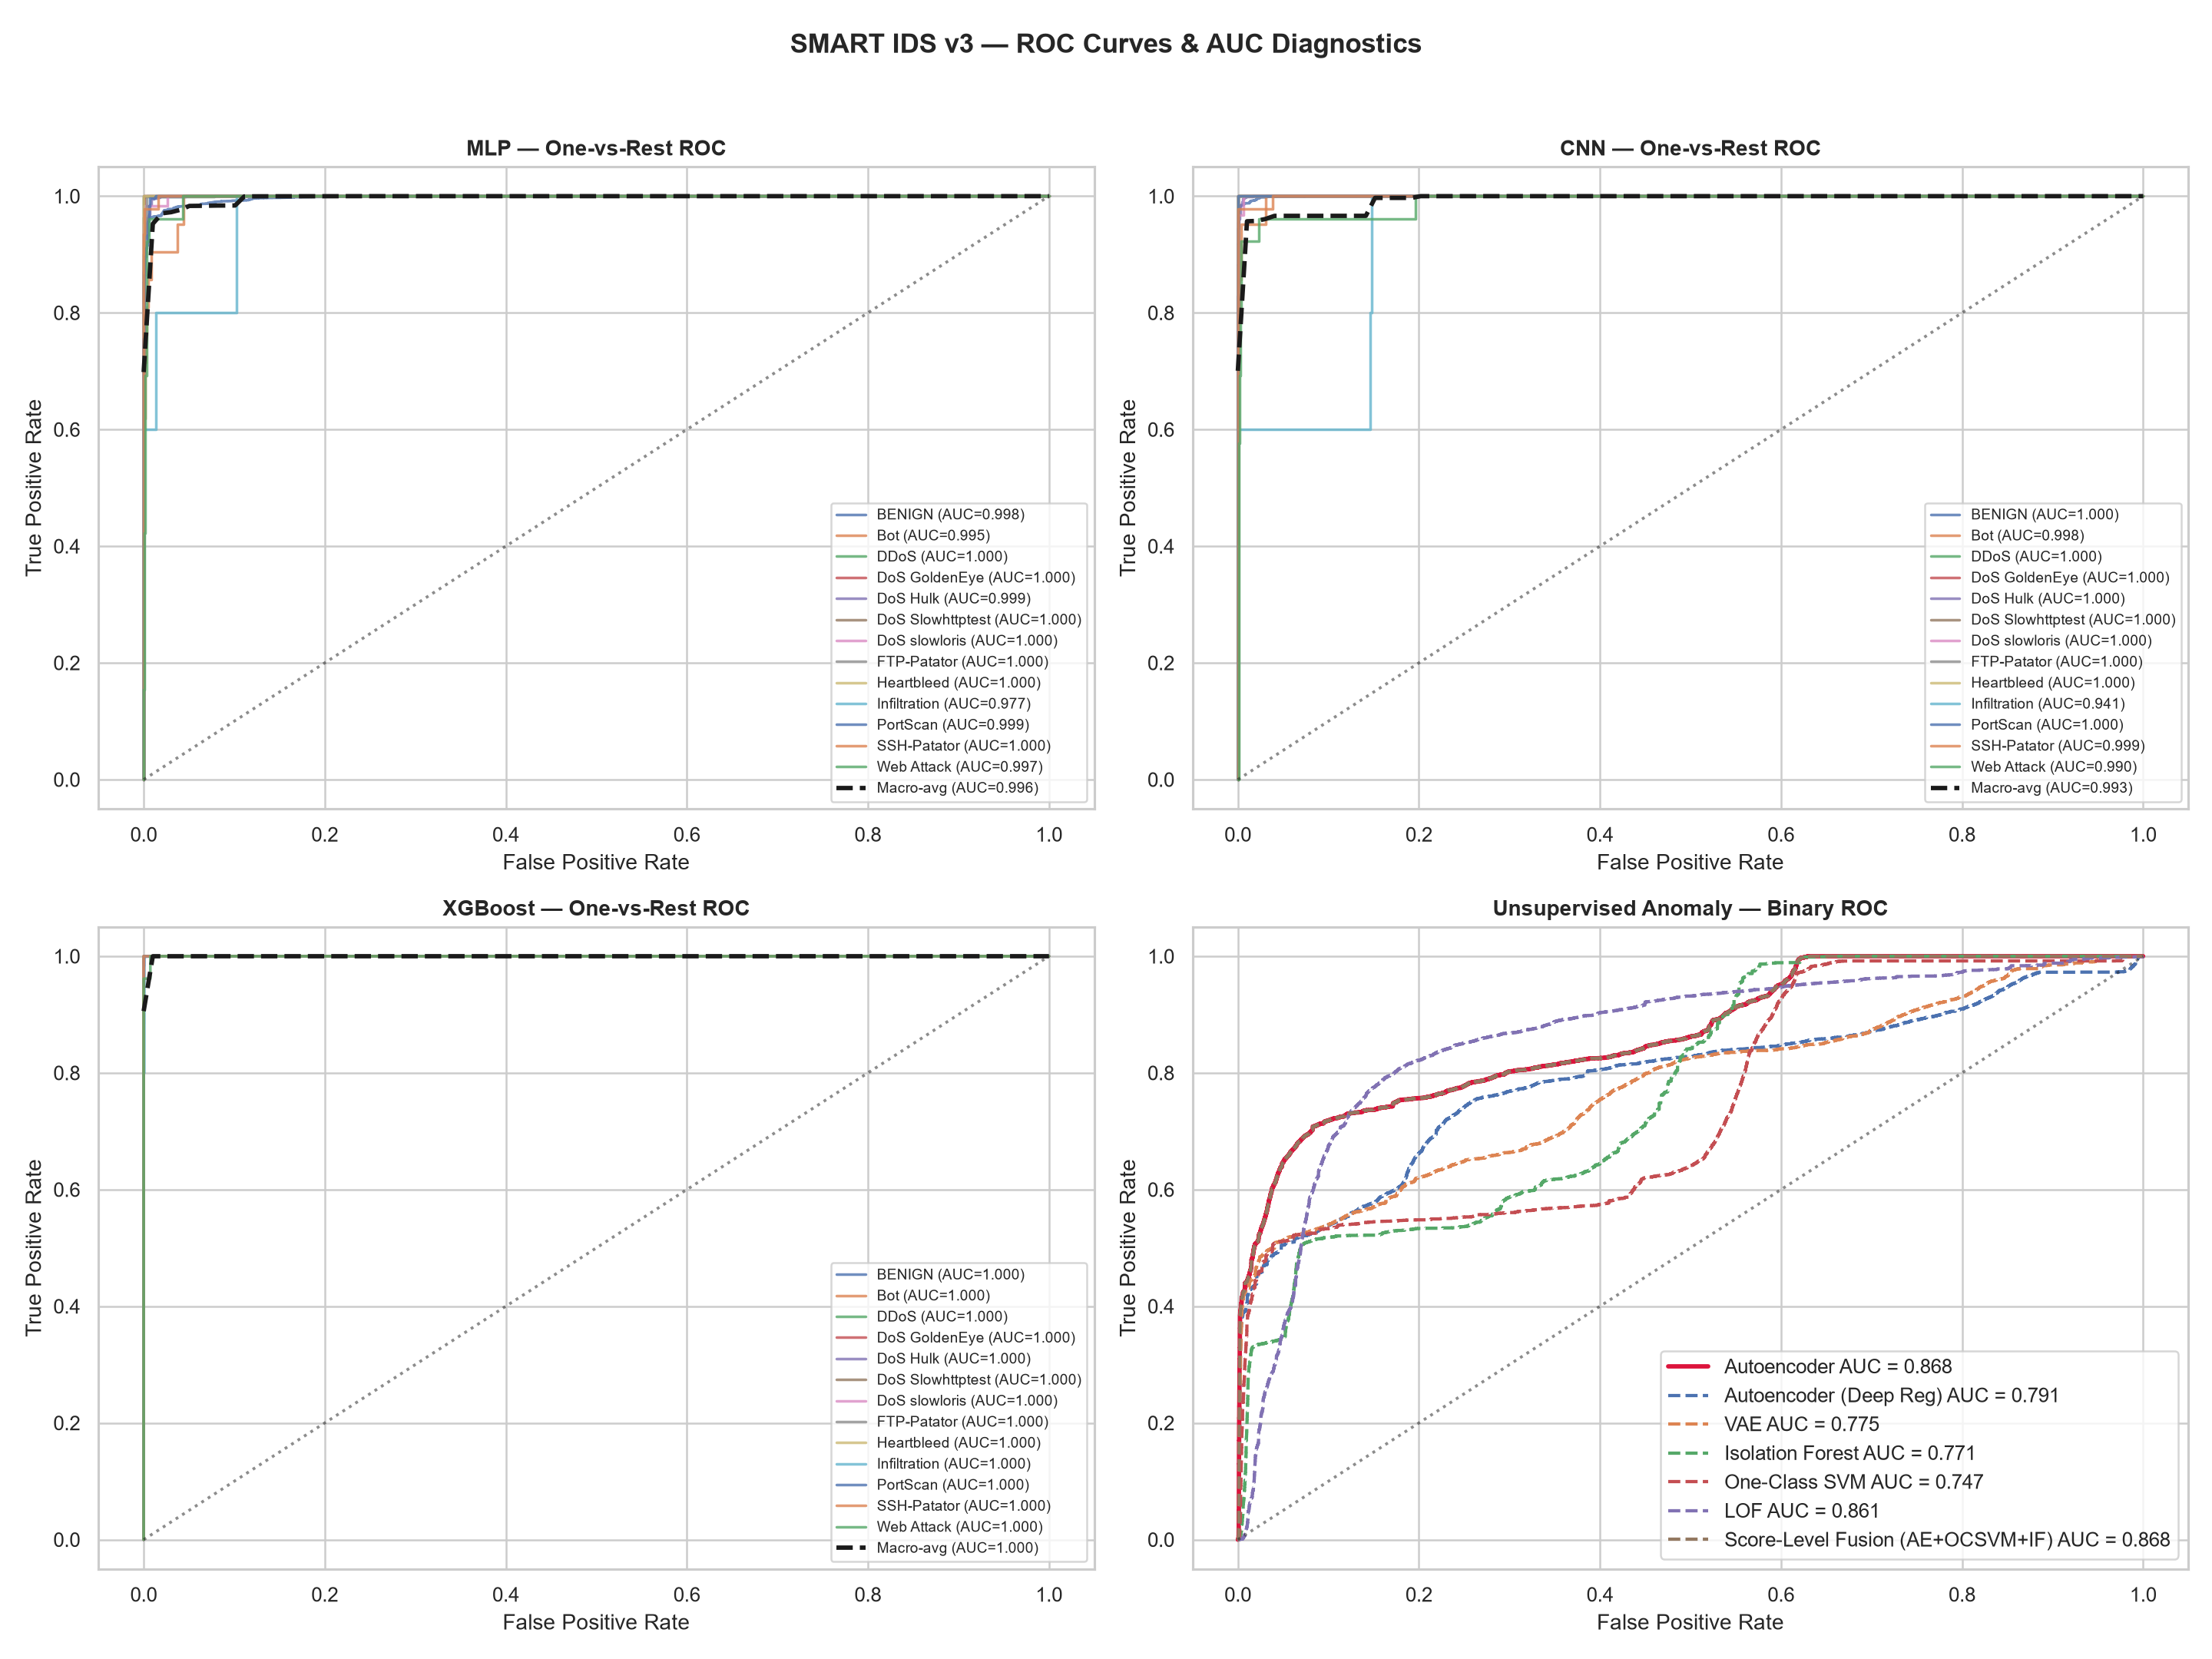 SMART IDS v3 — ROC Curves & AUC Diagnostics
MLP — One-vs-Rest ROC
1.0
0.8
0.6
0.4
0.2
0.0
True Positive Rate
BENIGN (AUC=0.998)
Bot (AUC=0.995)
DDoS (AUC=1.000)
DoS GoldenEye (AUC=1.000)
DoS Hulk (AUC=0.999)
DoS Slowhttptest (AUC=1.000)
DoS slowloris (AUC=1.000)
FTP-Patator (AUC=1.000)
Heartbleed (AUC=1.000)
Infiltration (AUC=0.977)
PortScan (AUC=0.999)
SSH-Patator (AUC=1.000)
Web Attack (AUC=0.997)
Macro-avg (AUC=0.996)
0.0 0.2 0.4 0.6 0.8 1.0
False Positive Rate
CNN — One-vs-Rest ROC
1.0
0.8
0.6
0.4
0.2
0.0
True Positive Rate
BENIGN (AUC=1.000)
Bot (AUC=0.998)
DDoS (AUC=1.000)
DoS GoldenEye (AUC=1.000)
DoS Hulk (AUC=1.000)
DoS Slowhttptest (AUC=1.000)
DoS slowloris (AUC=1.000)
FTP-Patator (AUC=1.000)
Heartbleed (AUC=1.000)
Infiltration (AUC=0.941)
PortScan (AUC=1.000)
SSH-Patator (AUC=0.999)
Web Attack (AUC=0.990)
Macro-avg (AUC=0.993)
0.0 0.2 0.4 0.6 0.8 1.0
False Positive Rate
XGBoost — One-vs-Rest ROC
1.0
0.8
0.6
0.4
0.2
0.0
True Positive Rate
BENIGN (AUC=1.000)
Bot (AUC=1.000)
DDoS (AUC=1.000)
DoS GoldenEye (AUC=1.000)
DoS Hulk (AUC=1.000)
DoS Slowhttptest (AUC=1.000)
DoS slowloris (AUC=1.000)
FTP-Patator (AUC=1.000)
Heartbleed (AUC=1.000)
Infiltration (AUC=1.000)
PortScan (AUC=1.000)
SSH-Patator (AUC=1.000)
Web Attack (AUC=1.000)
Macro-avg (AUC=1.000)
0.0 0.2 0.4 0.6 0.8 1.0
False Positive Rate
Unsupervised Anomaly — Binary ROC
1.0
0.8
0.6
0.4
0.2
0.0
True Positive Rate
Autoencoder AUC = 0.868
Autoencoder (Deep Reg) AUC = 0.791
VAE AUC = 0.775
Isolation Forest AUC = 0.771
One-Class SVM AUC = 0.747
LOF AUC = 0.861
Score-Level Fusion (AE+OCSVM+IF) AUC = 0.868
0.0 0.2 0.4 0.6 0.8 1.0
False Positive Rate